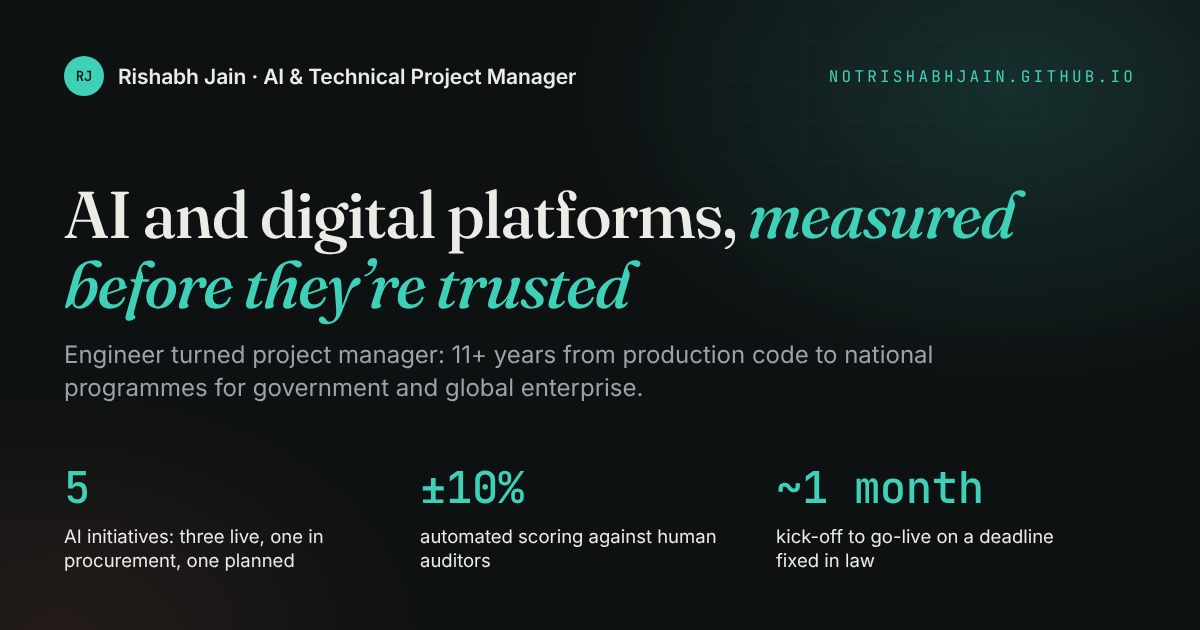 RJ
Rishabh Jain · AI & Technical Project Manager
NOTRISHABHJAIN.GITHUB.IO
AI and digital platforms, measured
before they’re trusted
Engineer turned project manager: 11+ years from production code to national
programmes for government and global enterprise.
5
AI initiatives: three live, one in
procurement, one planned
±10%
automated scoring against human
auditors
~1 month
kick-off to go-live on a deadline
fixed in law